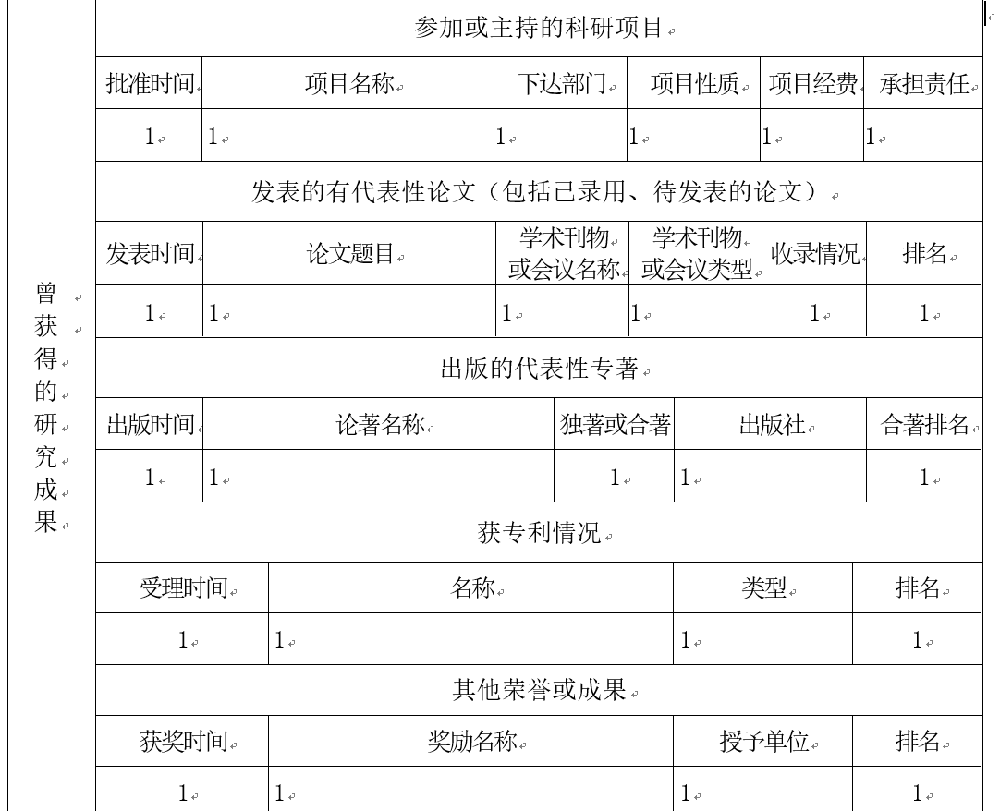 参加或主持的科研项目
批准时间 项目名称 下达部门 项目性质 项目经费 承担责任
1 1 1 1 1 1
发表的有代表性论文（包括已录用、待发表的论文）
发表时间 论文题目 学术刊物或会议名称 学术刊物或会议类型 收录情况 排名
1 1 1 1 1 1
出版的代表性专著
出版时间 论著名称 独著或合著 出版社 合著排名
1 1 1 1 1
获专利情况
受理时间 名称 类型 排名
1 1 1 1
其他荣誉或成果
获奖时间 奖励名称 授予单位 排名
1 1 1 1
曾
获
得
的
研
究
成
果